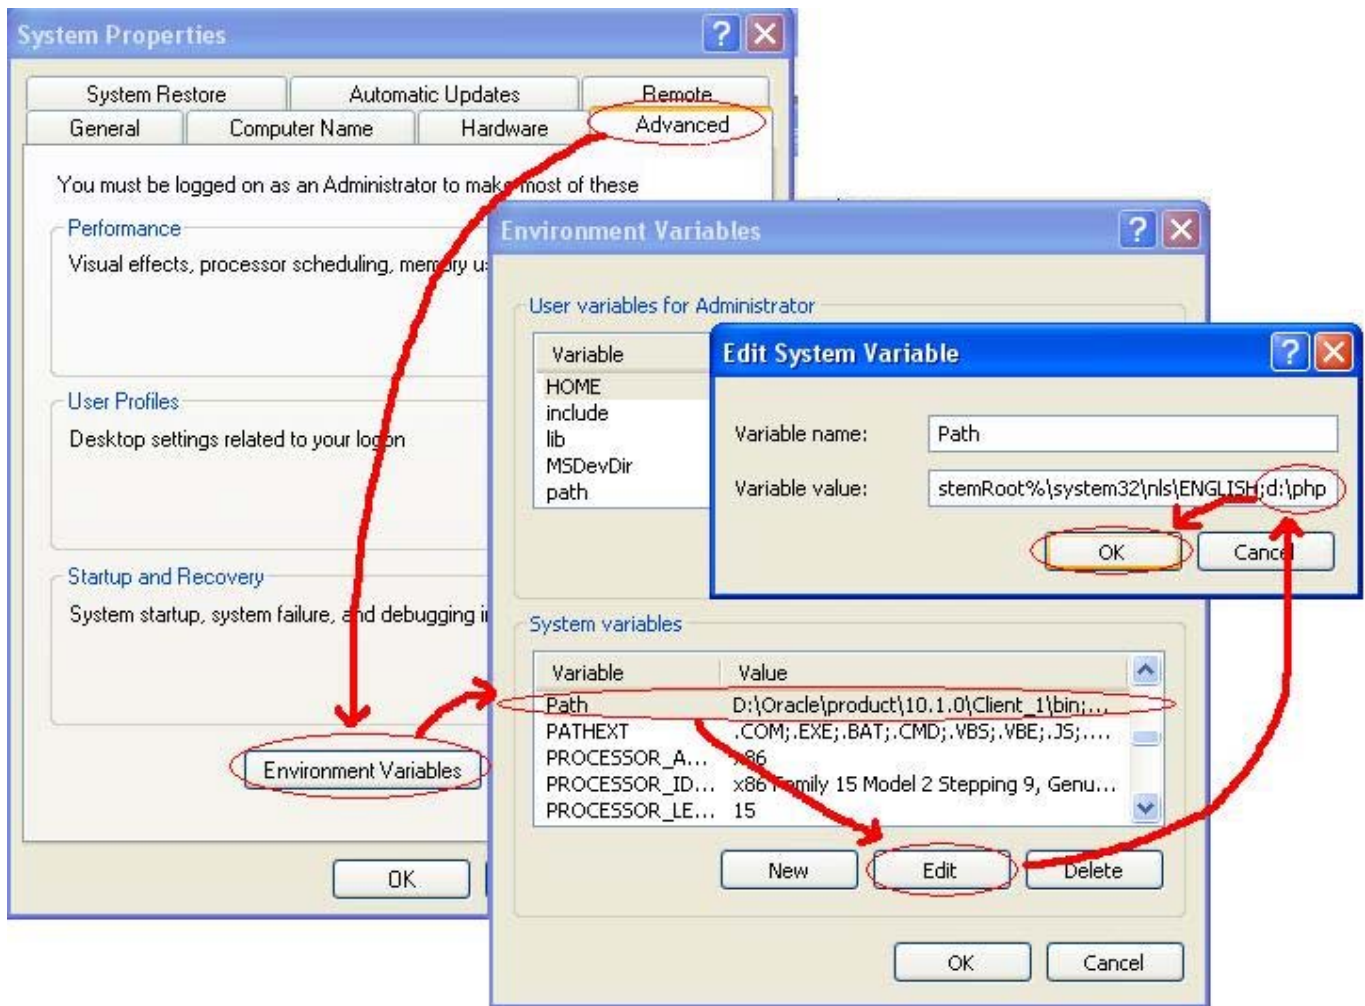 System Properties
System Restore Automatic Updates Remote
General Computer Name Hardware Advanced
You must be logged on as an Administrator to make most of these
Performance
Visual effects, processor scheduling, memory u
User Profiles
Desktop settings related to your logon
Startup and Recovery
System startup, system failure, and debugging i
Environment Variables
OK
Environment Variables
User variables for Administrator
Variable
HOME
include
lib
MSDevDir
path
Edit System Variable
Variable name: Path
Variable value: stemRoot%\system32\nls\ENGLISH;d:\php
OK Cancel
System variables
Variable Value
Path D:\Oracle\product\10.1.0\Client_1\bin;...
PATHEXT .COM;.EXE;.BAT;.CMD;.VBS;.VBE;.JS;....
PROCESSOR_A... x86
PROCESSOR_ID... x86 Family 15 Model 2 Stepping 9, Genu...
PROCESSOR_LE... 15
New Edit Delete
OK Cancel